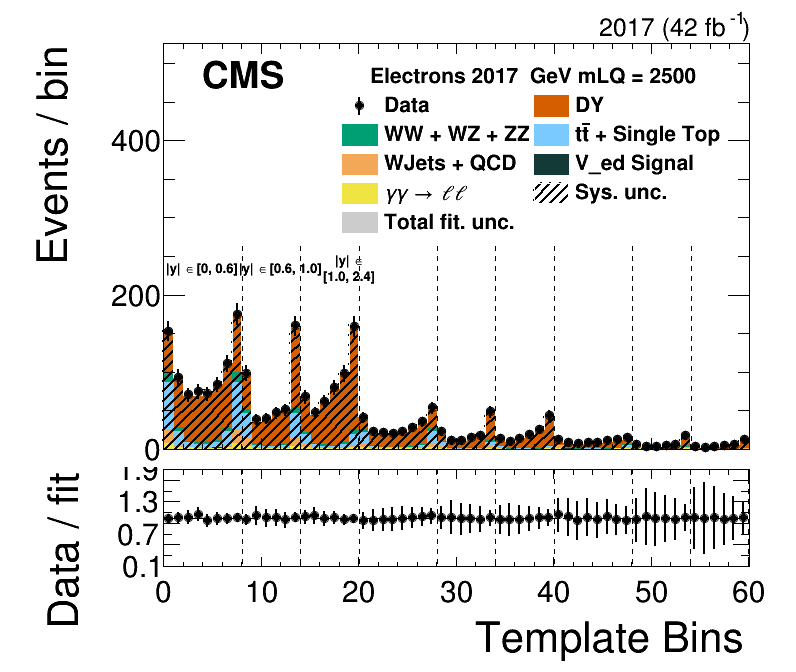 2017 (42 fb⁻¹)
CMS
Electrons 2017 GeV mLQ = 2500
Data
DY
WW + WZ + ZZ
tt̄ + Single Top
WJets + QCD
V_ed Signal
γγ → ℓℓ
Sys. unc.
Total fit. unc.
Events / bin
400
200
0
|y| ∈ [0, 0.6]
|y| ∈ [0.6, 1.0]
|y| ∈
[1.0, 2.4]
Data / fit
1.9
1.3
0.7
0.1
0 10 20 30 40 50 60
Template Bins